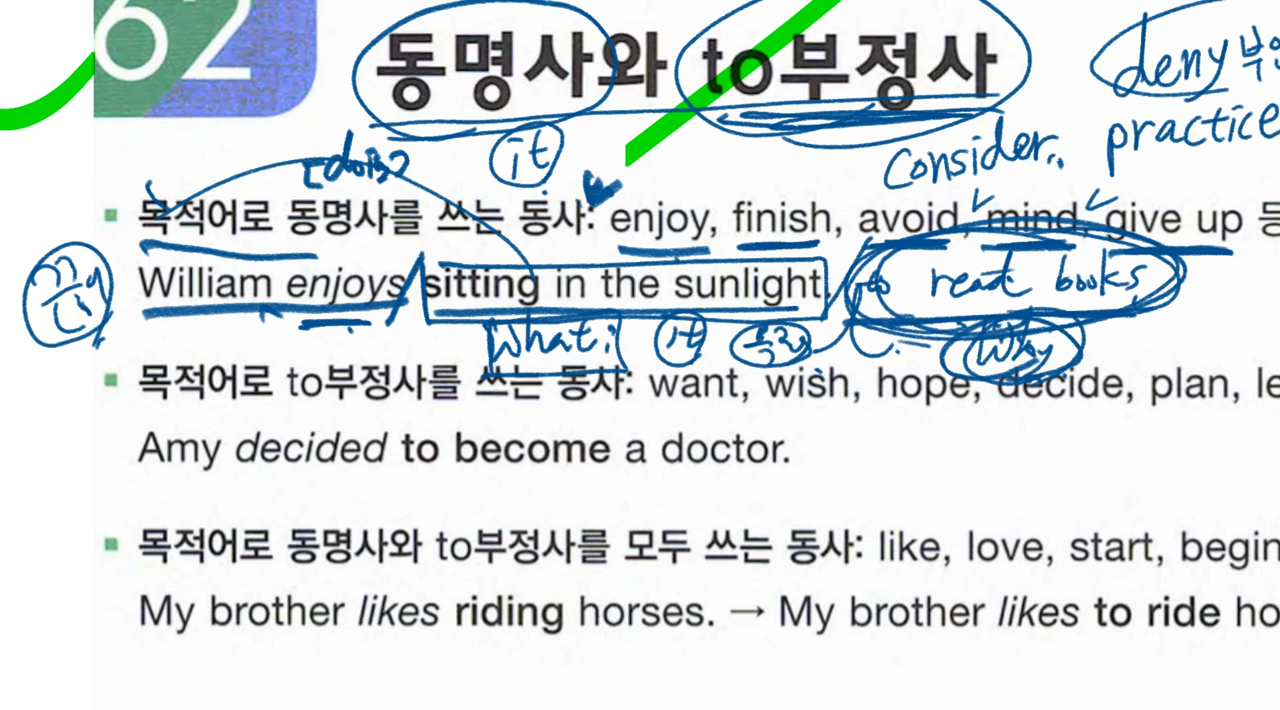 62 동명사와 to부정사
deny
it
consider, practice
▪ 목적어로 동명사를 쓰는 동사: enjoy, finish, avoid, mind, give up 등
William enjoys sitting in the sunlight to read books
what? it why
▪ 목적어로 to부정사를 쓰는 동사: want, wish, hope, decide, plan, le
Amy decided to become a doctor.
▪ 목적어로 동명사와 to부정사를 모두 쓰는 동사: like, love, start, begin
My brother likes riding horses. → My brother likes to ride ho